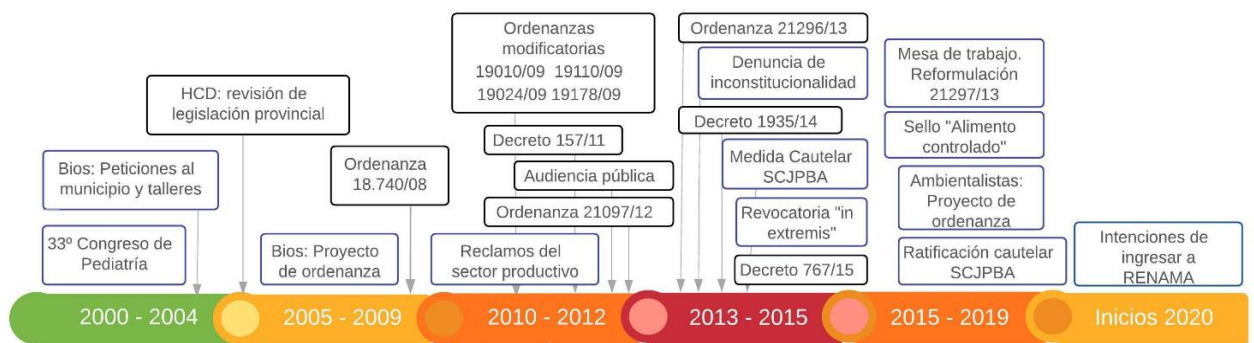 HCD: revisión de
legislación provincial
Bios: Peticiones al
municipio y talleres
33º Congreso de
Pediatría
Ordenanza
18.740/08
Bios: Proyecto
de ordenanza
Ordenanzas
modificatorias
19010/09 19110/09
19024/09 19178/09
Decreto 157/11
Audiencia pública
Ordenanza 21097/12
Reclamos del
sector productivo
Ordenanza 21296/13
Denuncia de
inconstitucionalidad
Decreto 1935/14
Medida Cautelar
SCJPBA
Revocatoria "in
extremis"
Decreto 767/15
Mesa de trabajo.
Reformulación
21297/13
Sello "Alimento
controlado"
Ambientalistas:
Proyecto de
ordenanza
Ratificación cautelar
SCJPBA
Intenciones de
ingresar a
RENAMA
2000 - 2004
2005 - 2009
2010 - 2012
2013 - 2015
2015 - 2019
Inicios 2020